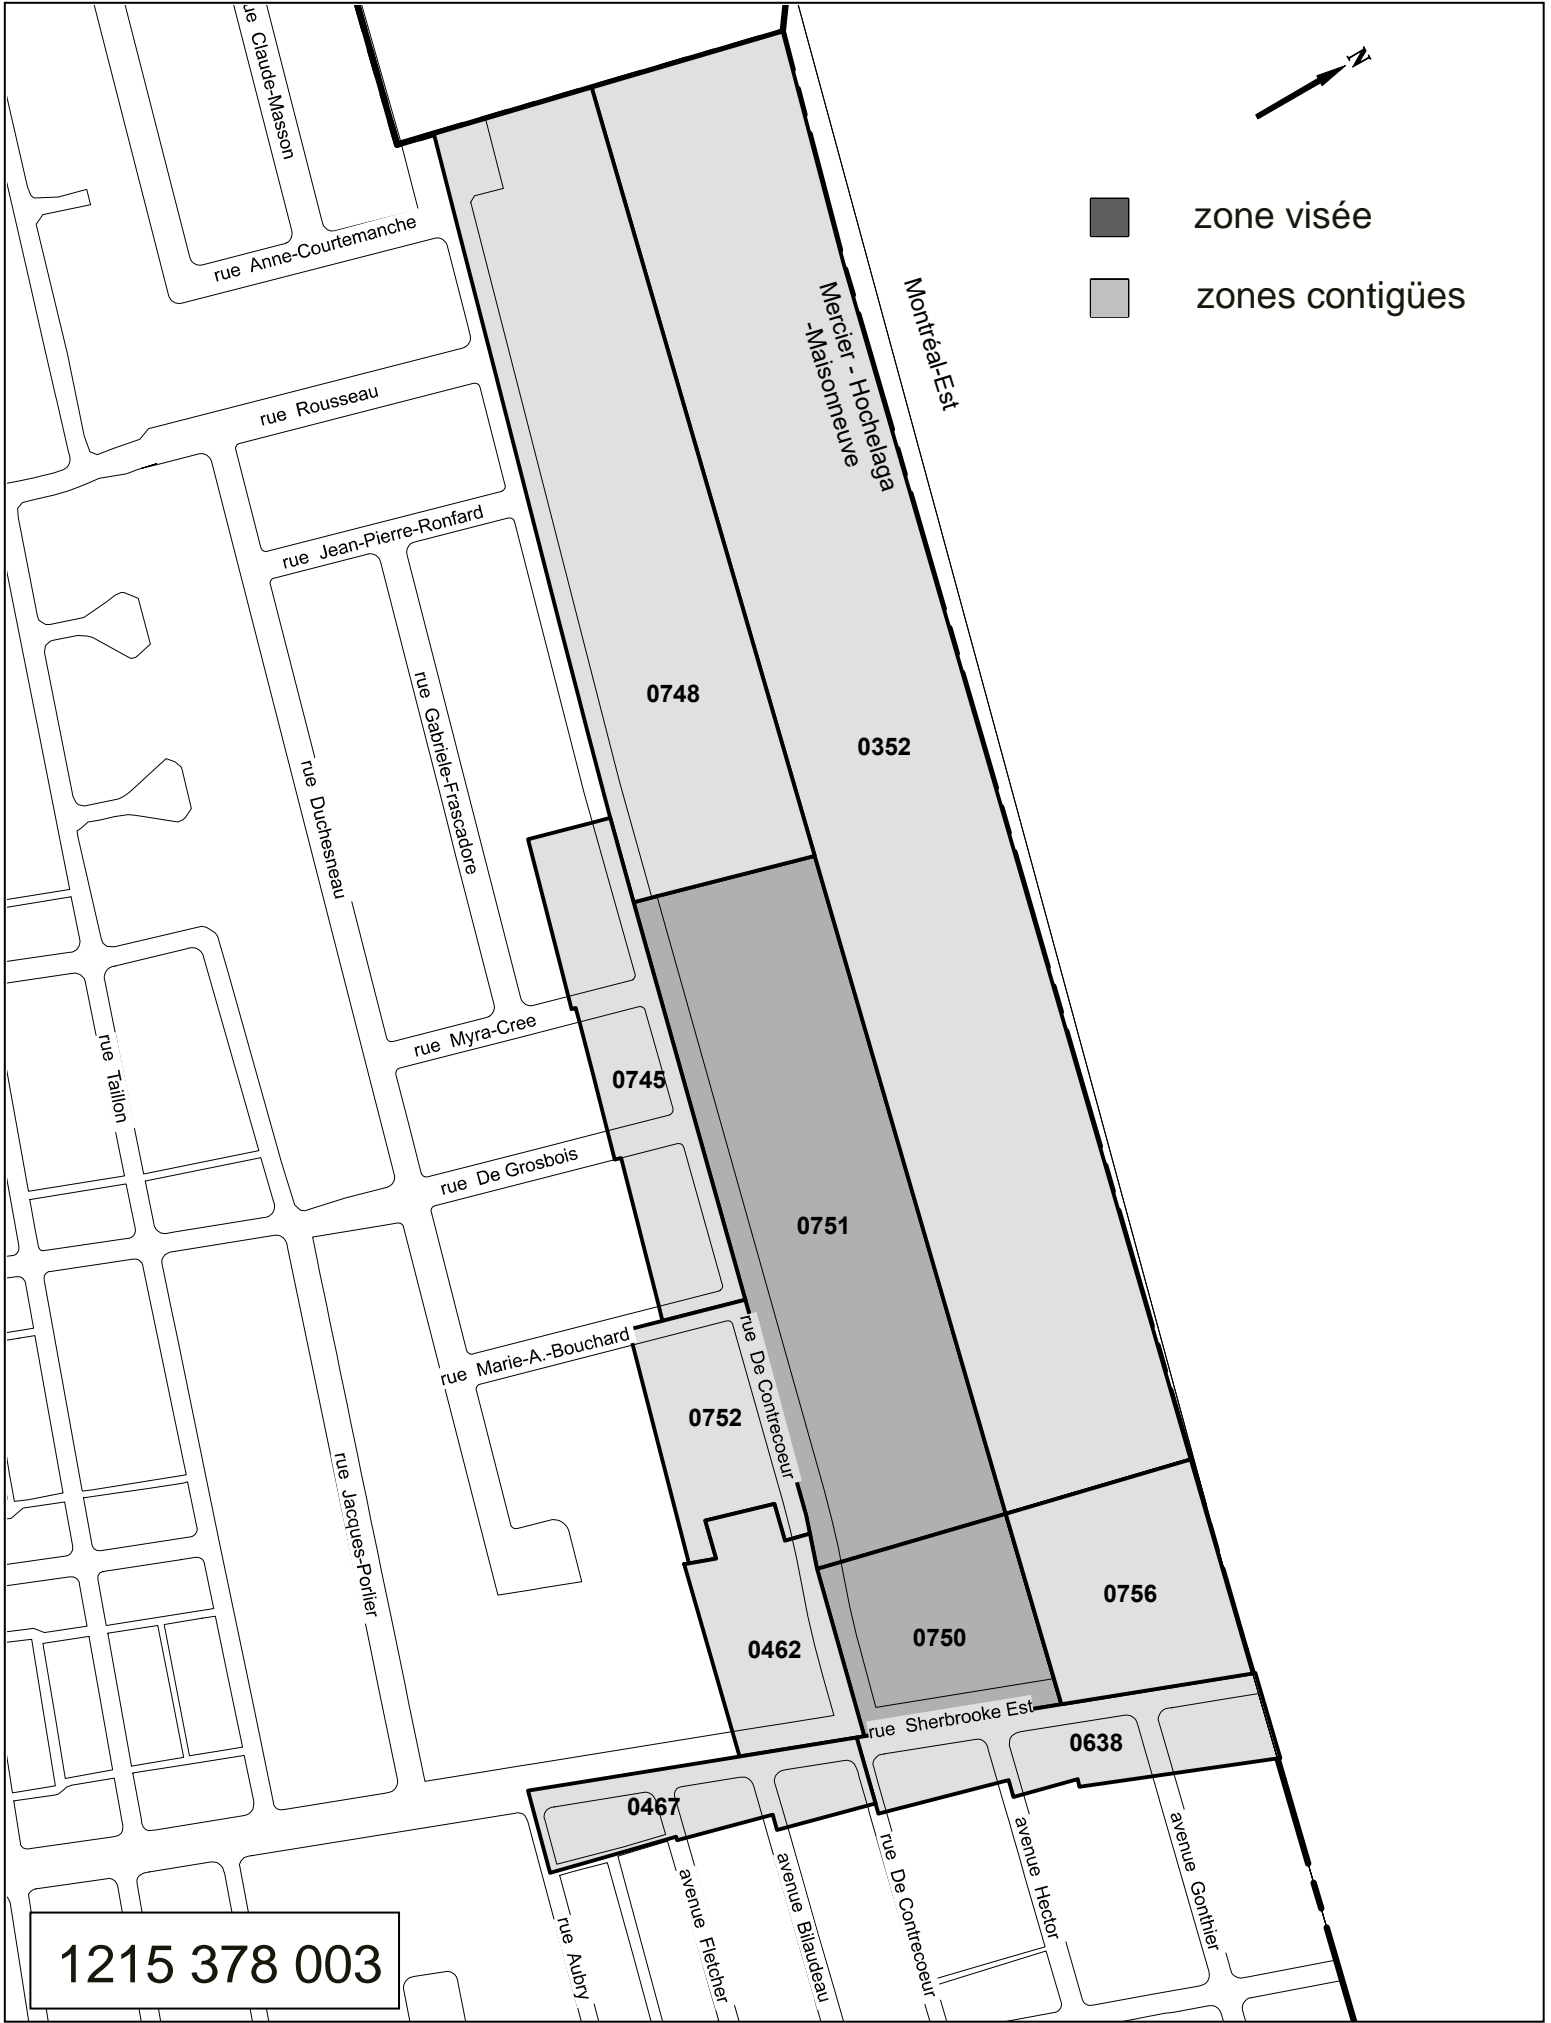 rue Claude-Masson
N
zone visée
rue Anne-Courtemanche
zones contigües
Montréal-Est
Mercier - Hochelaga
-Maisonneuve
rue Rousseau
rue Jean-Pierre-Ronfard
0748
0352
rue Gabriele-Frascadore
rue Duchesneau
rue Myra-Cree
rue Taillon
0745
rue De Grosbois
0751
rue Marie-A.-Bouchard
rue De Contrecoeur
0752
rue Jacques-Porlier
0756
0750
0462
rue Sherbrooke Est
0638
0467
avenue Gonthier
avenue Hector
rue De Contrecoeur
avenue Bilaudeau
avenue Fletcher
rue Aubry
1215 378 003